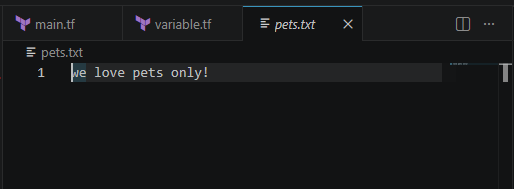 main.tf variable.tf pets.txt
pets.txt
1 we love pets only!